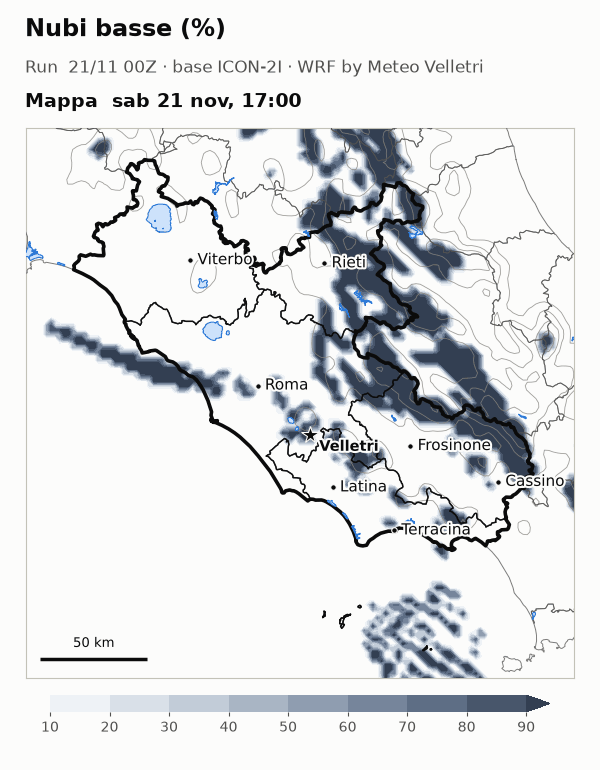 Nubi basse (%)
Run  21/11 00Z · base ICON-2I · WRF by Meteo Velletri
Mappa  sab 21 nov, 17:00
Viterbo
Rieti
Roma
Velletri
Frosinone
Latina
Cassino
Terracina
50 km
10 20 30 40 50 60 70 80 90